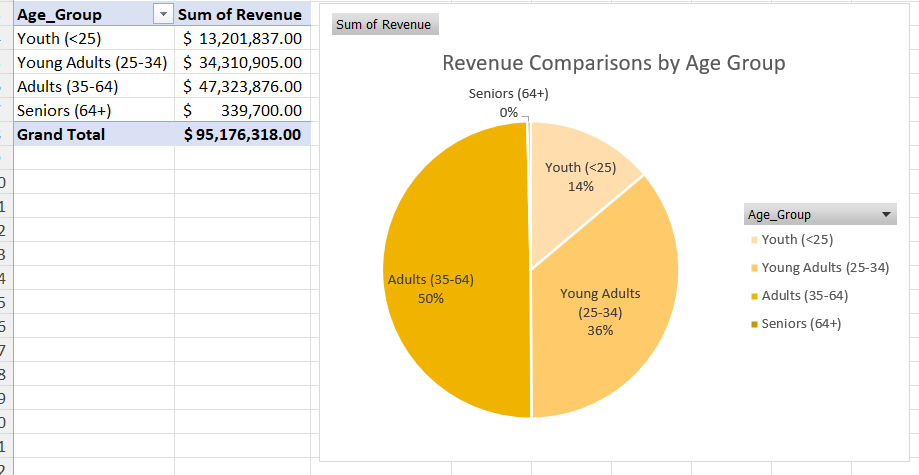 Age_Group Sum of Revenue
Youth (<25) $ 13,201,837.00
Young Adults (25-34) $ 34,310,905.00
Adults (35-64) $ 47,323,876.00
Seniors (64+) $ 339,700.00
Grand Total $ 95,176,318.00
Sum of Revenue
Revenue Comparisons by Age Group
Seniors (64+)
0%
Youth (<25)
14%
Adults (35-64)
50%
Young Adults
(25-34)
36%
Age_Group
Youth (<25)
Young Adults (25-34)
Adults (35-64)
Seniors (64+)